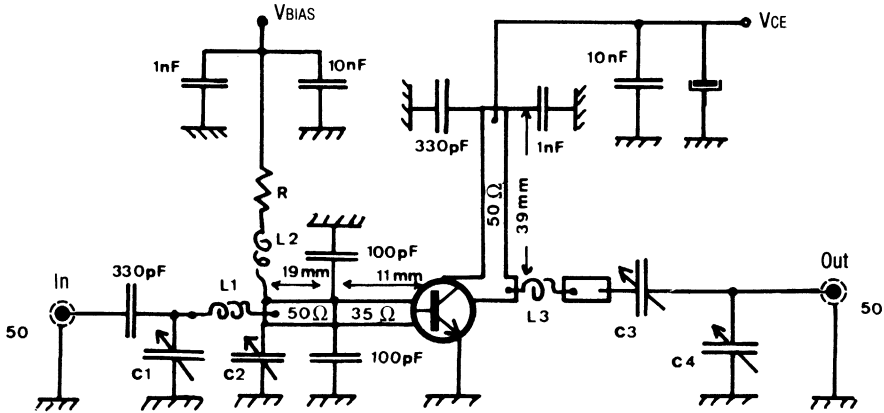 VBIAS
VCE
1nF
10nF
10nF
330pF
1nF
R
50Ω
39mm
L2
100pF
19mm
11mm
330pF
L1
In
Out
50Ω
35 Ω
L3
50
50
C1
C2
100pF
C3
C4